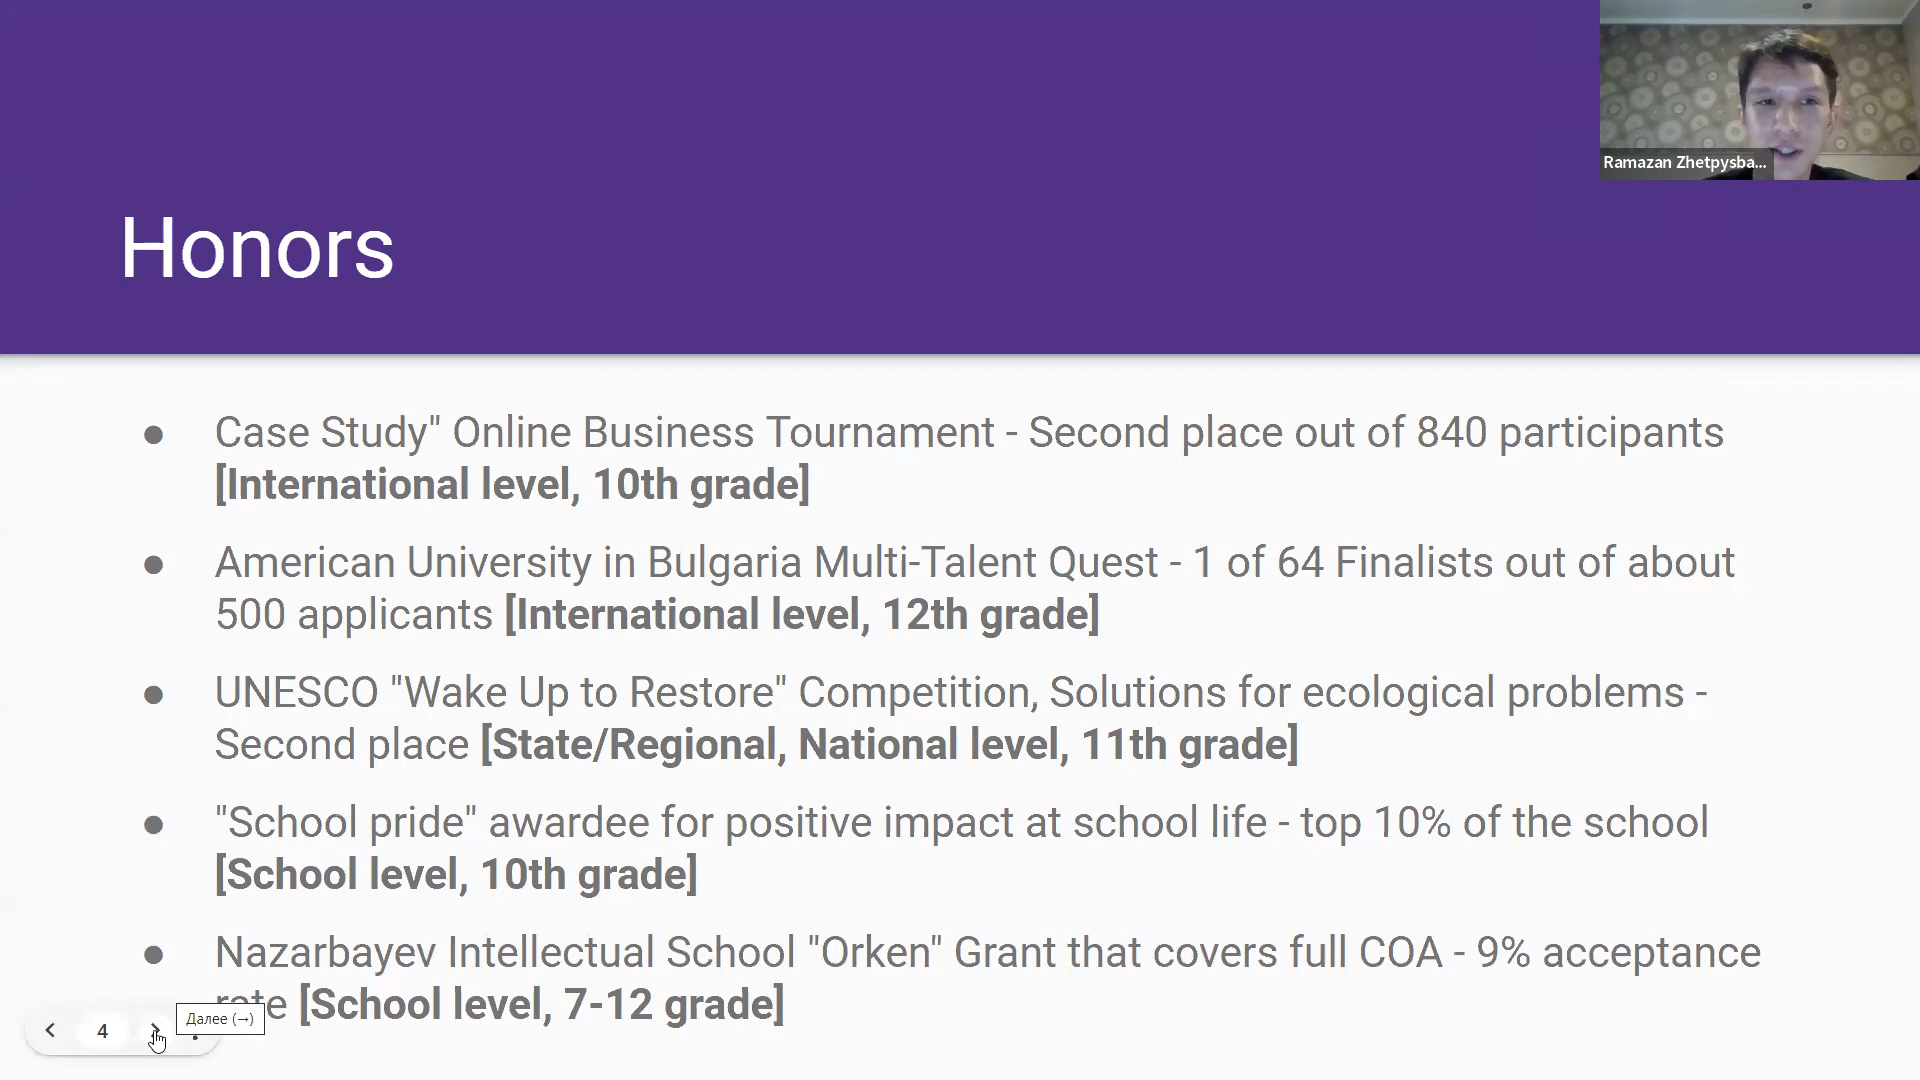 Ramazan Zhetpysba...
Honors
● Case Study" Online Business Tournament - Second place out of 840 participants
[International level, 10th grade]
● American University in Bulgaria Multi-Talent Quest - 1 of 64 Finalists out of about
500 applicants [International level, 12th grade]
● UNESCO "Wake Up to Restore" Competition, Solutions for ecological problems -
Second place [State/Regional, National level, 11th grade]
● "School pride" awardee for positive impact at school life - top 10% of the school
[School level, 10th grade]
● Nazarbayev Intellectual School "Orken" Grant that covers full COA - 9% acceptance
rate [School level, 7-12 grade]
4
Далее (→)